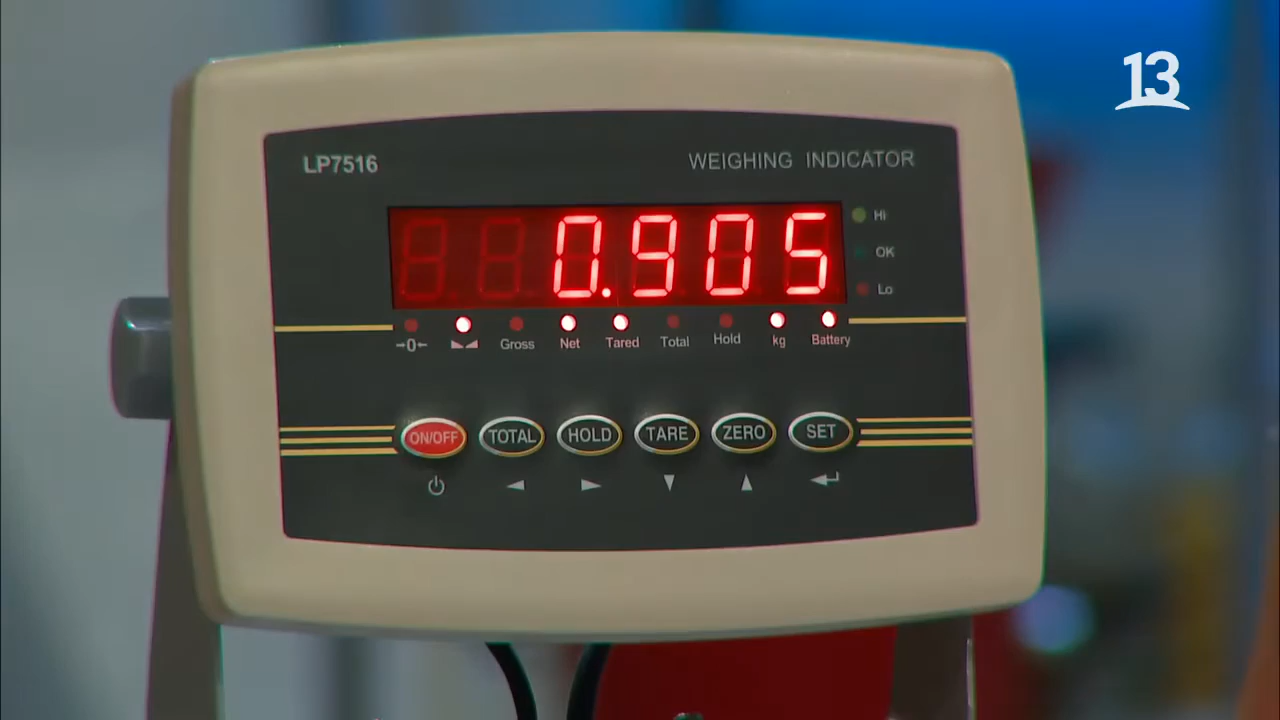 13
LP7516 WEIGHING INDICATOR
0.905
Hi
OK
Lo
→0← Gross Net Tared Total Hold kg Battery
ON/OFF TOTAL HOLD TARE ZERO SET